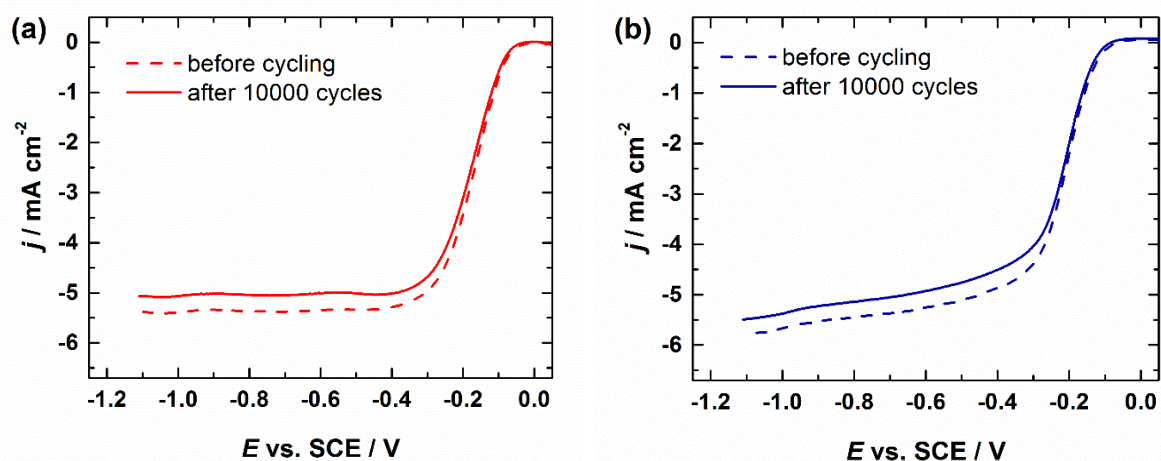 (a)
before cycling
after 10000 cycles
0
-1
-2
-3
-4
-5
-6
j / mA cm⁻²
-1.2 -1.0 -0.8 -0.6 -0.4 -0.2 0.0
E vs. SCE / V
(b)
before cycling
after 10000 cycles
0
-1
-2
-3
-4
-5
-6
j / mA cm⁻²
-1.2 -1.0 -0.8 -0.6 -0.4 -0.2 0.0
E vs. SCE / V